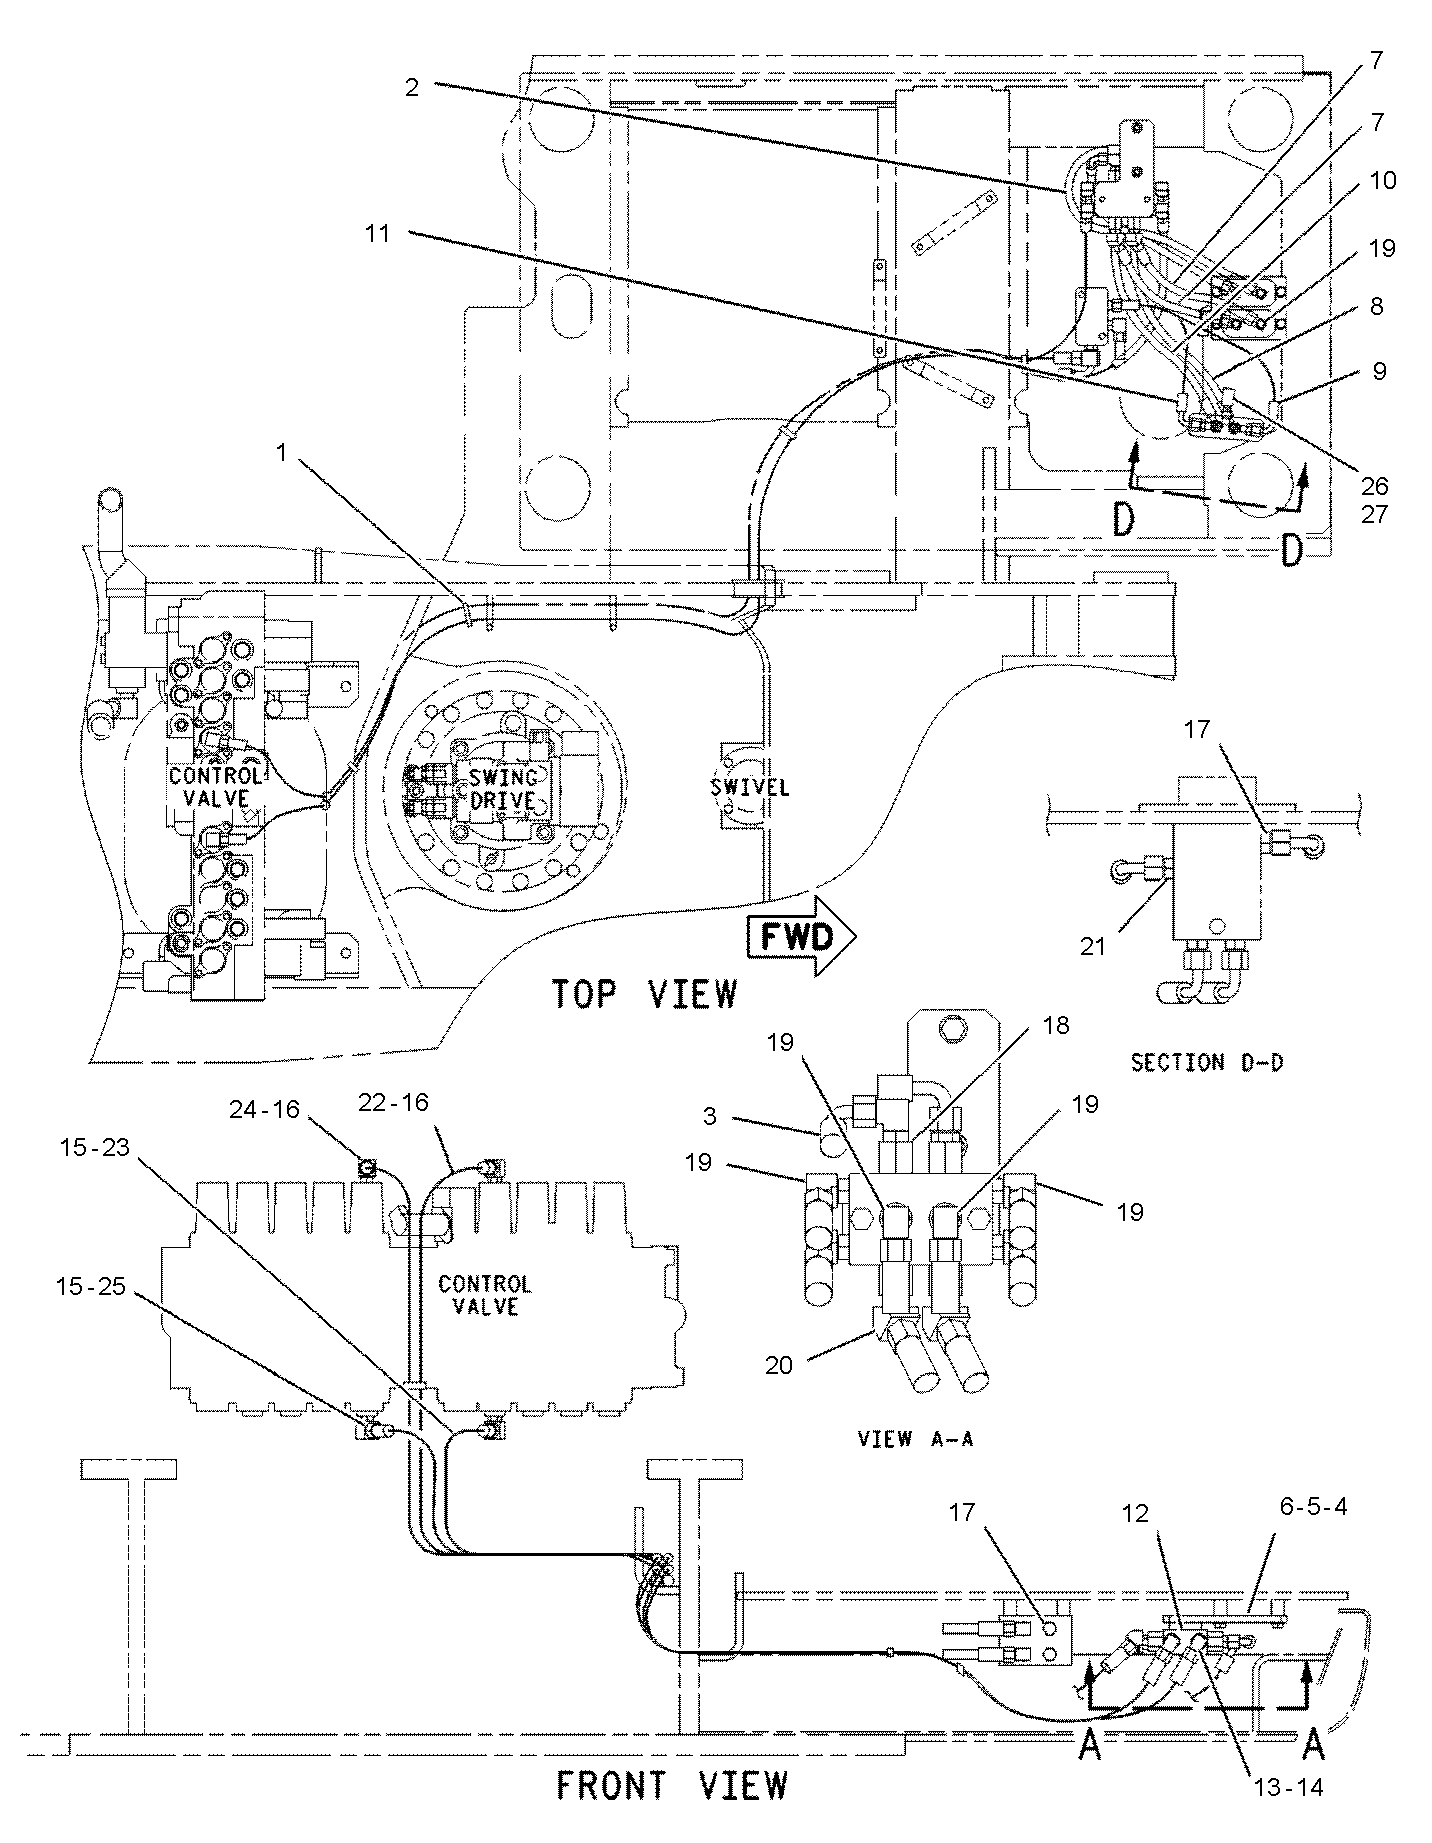 7
2
7
10
11
19
8
9
1
26
27
D
D
CONTROL
VALVE
SWING
DRIVE
SWIVEL
17
21
FWD
TOP VIEW
SECTION D-D
18
19
24-16
22-16
3
19
15-23
19
19
15-25
CONTROL
VALVE
20
VIEW A-A
17
12
6-5-4
A
A
FRONT VIEW
13-14